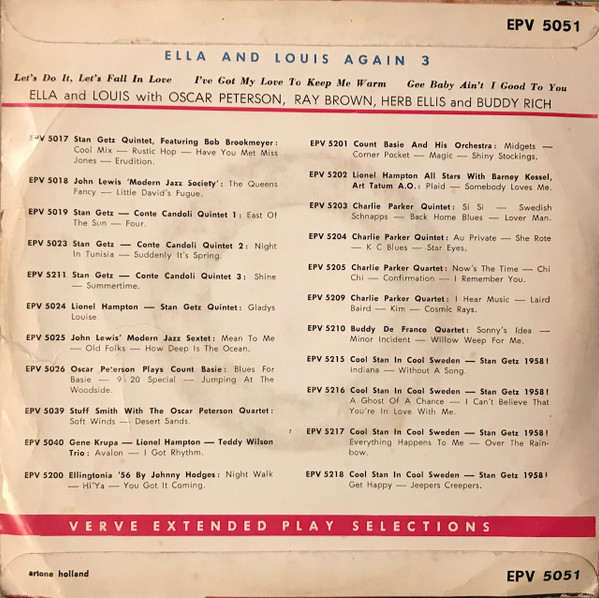 EPV 5051
ELLA AND LOUIS AGAIN 3
Let's Do It, Let's Fall In Love I've Got My Love To Keep Me Warm Gee Baby Ain't I Good To You
ELLA and LOUIS with OSCAR PETERSON, RAY BROWN, HERB ELLIS and BUDDY RICH
EPV 5017 Stan Getz Quintet, Featuring Bob Brookmeyer:
Cool Mix — Rustic Hop — Have You Met Miss
Jones — Erudition.
EPV 5018 John Lewis 'Modern Jazz Society': The Queens
Fancy — Little David's Fugue.
EPV 5019 Stan Getz — Conte Candoli Quintet 1: East Of
The Sun — Four.
EPV 5023 Stan Getz — Conte Candoli Quintet 2: Night
In Tunisia — Suddenly It's Spring.
EPV 5211 Stan Getz — Conte Candoli Quintet 3: Shine
— Summertime.
EPV 5024 Lionel Hampton — Stan Getz Quintet: Gladys
Louise
EPV 5025 John Lewis' Modern Jazz Sextet: Mean To Me
— Old Folks — How Deep Is The Ocean.
EPV 5026 Oscar Peterson Plays Count Basie: Blues For
Basie — 9:20 Special — Jumping At The
Woodside.
EPV 5039 Stuff Smith With The Oscar Peterson Quartet:
Soft Winds — Desert Sands.
EPV 5040 Gene Krupa — Lionel Hampton — Teddy Wilson
Trio: Avalon — I Got Rhythm.
EPV 5200 Ellingtonia '56 By Johnny Hodges: Night Walk
— Hi'Ya — You Got It Coming.
EPV 5201 Count Basie And His Orchestra: Midgets —
Corner Pocket — Magic — Shiny Stockings.
EPV 5202 Lionel Hampton All Stars With Barney Kessel,
Art Tatum A.O.: Plaid — Somebody Loves Me.
EPV 5203 Charlie Parker Quintet: Si Si — Swedish
Schnapps — Back Home Blues — Lover Man.
EPV 5204 Charlie Parker Quintet: Au Private — She Rote
— K C Blues — Star Eyes.
EPV 5205 Charlie Parker Quartet: Now's The Time — Chi
Chi — Confirmation — I Remember You.
EPV 5209 Charlie Parker Quartet: I Hear Music — Laird
Baird — Kim — Cosmic Rays.
EPV 5210 Buddy De Franco Quartet: Sonny's Idea —
Minor Incident — Willow Weep For Me.
EPV 5215 Cool Stan In Cool Sweden — Stan Getz 1958!
Indiana — Without A Song.
EPV 5216 Cool Stan In Cool Sweden — Stan Getz 1958!
A Ghost Of A Chance — I Can't Believe That
You're In Love With Me.
EPV 5217 Cool Stan In Cool Sweden — Stan Getz 1958!
Everything Happens To Me — Over The Rain-
bow.
EPV 5218 Cool Stan In Cool Sweden — Stan Getz 1958!
Get Happy — Jeepers Creepers.
VERVE EXTENDED PLAY SELECTIONS
artone holland
EPV 5051